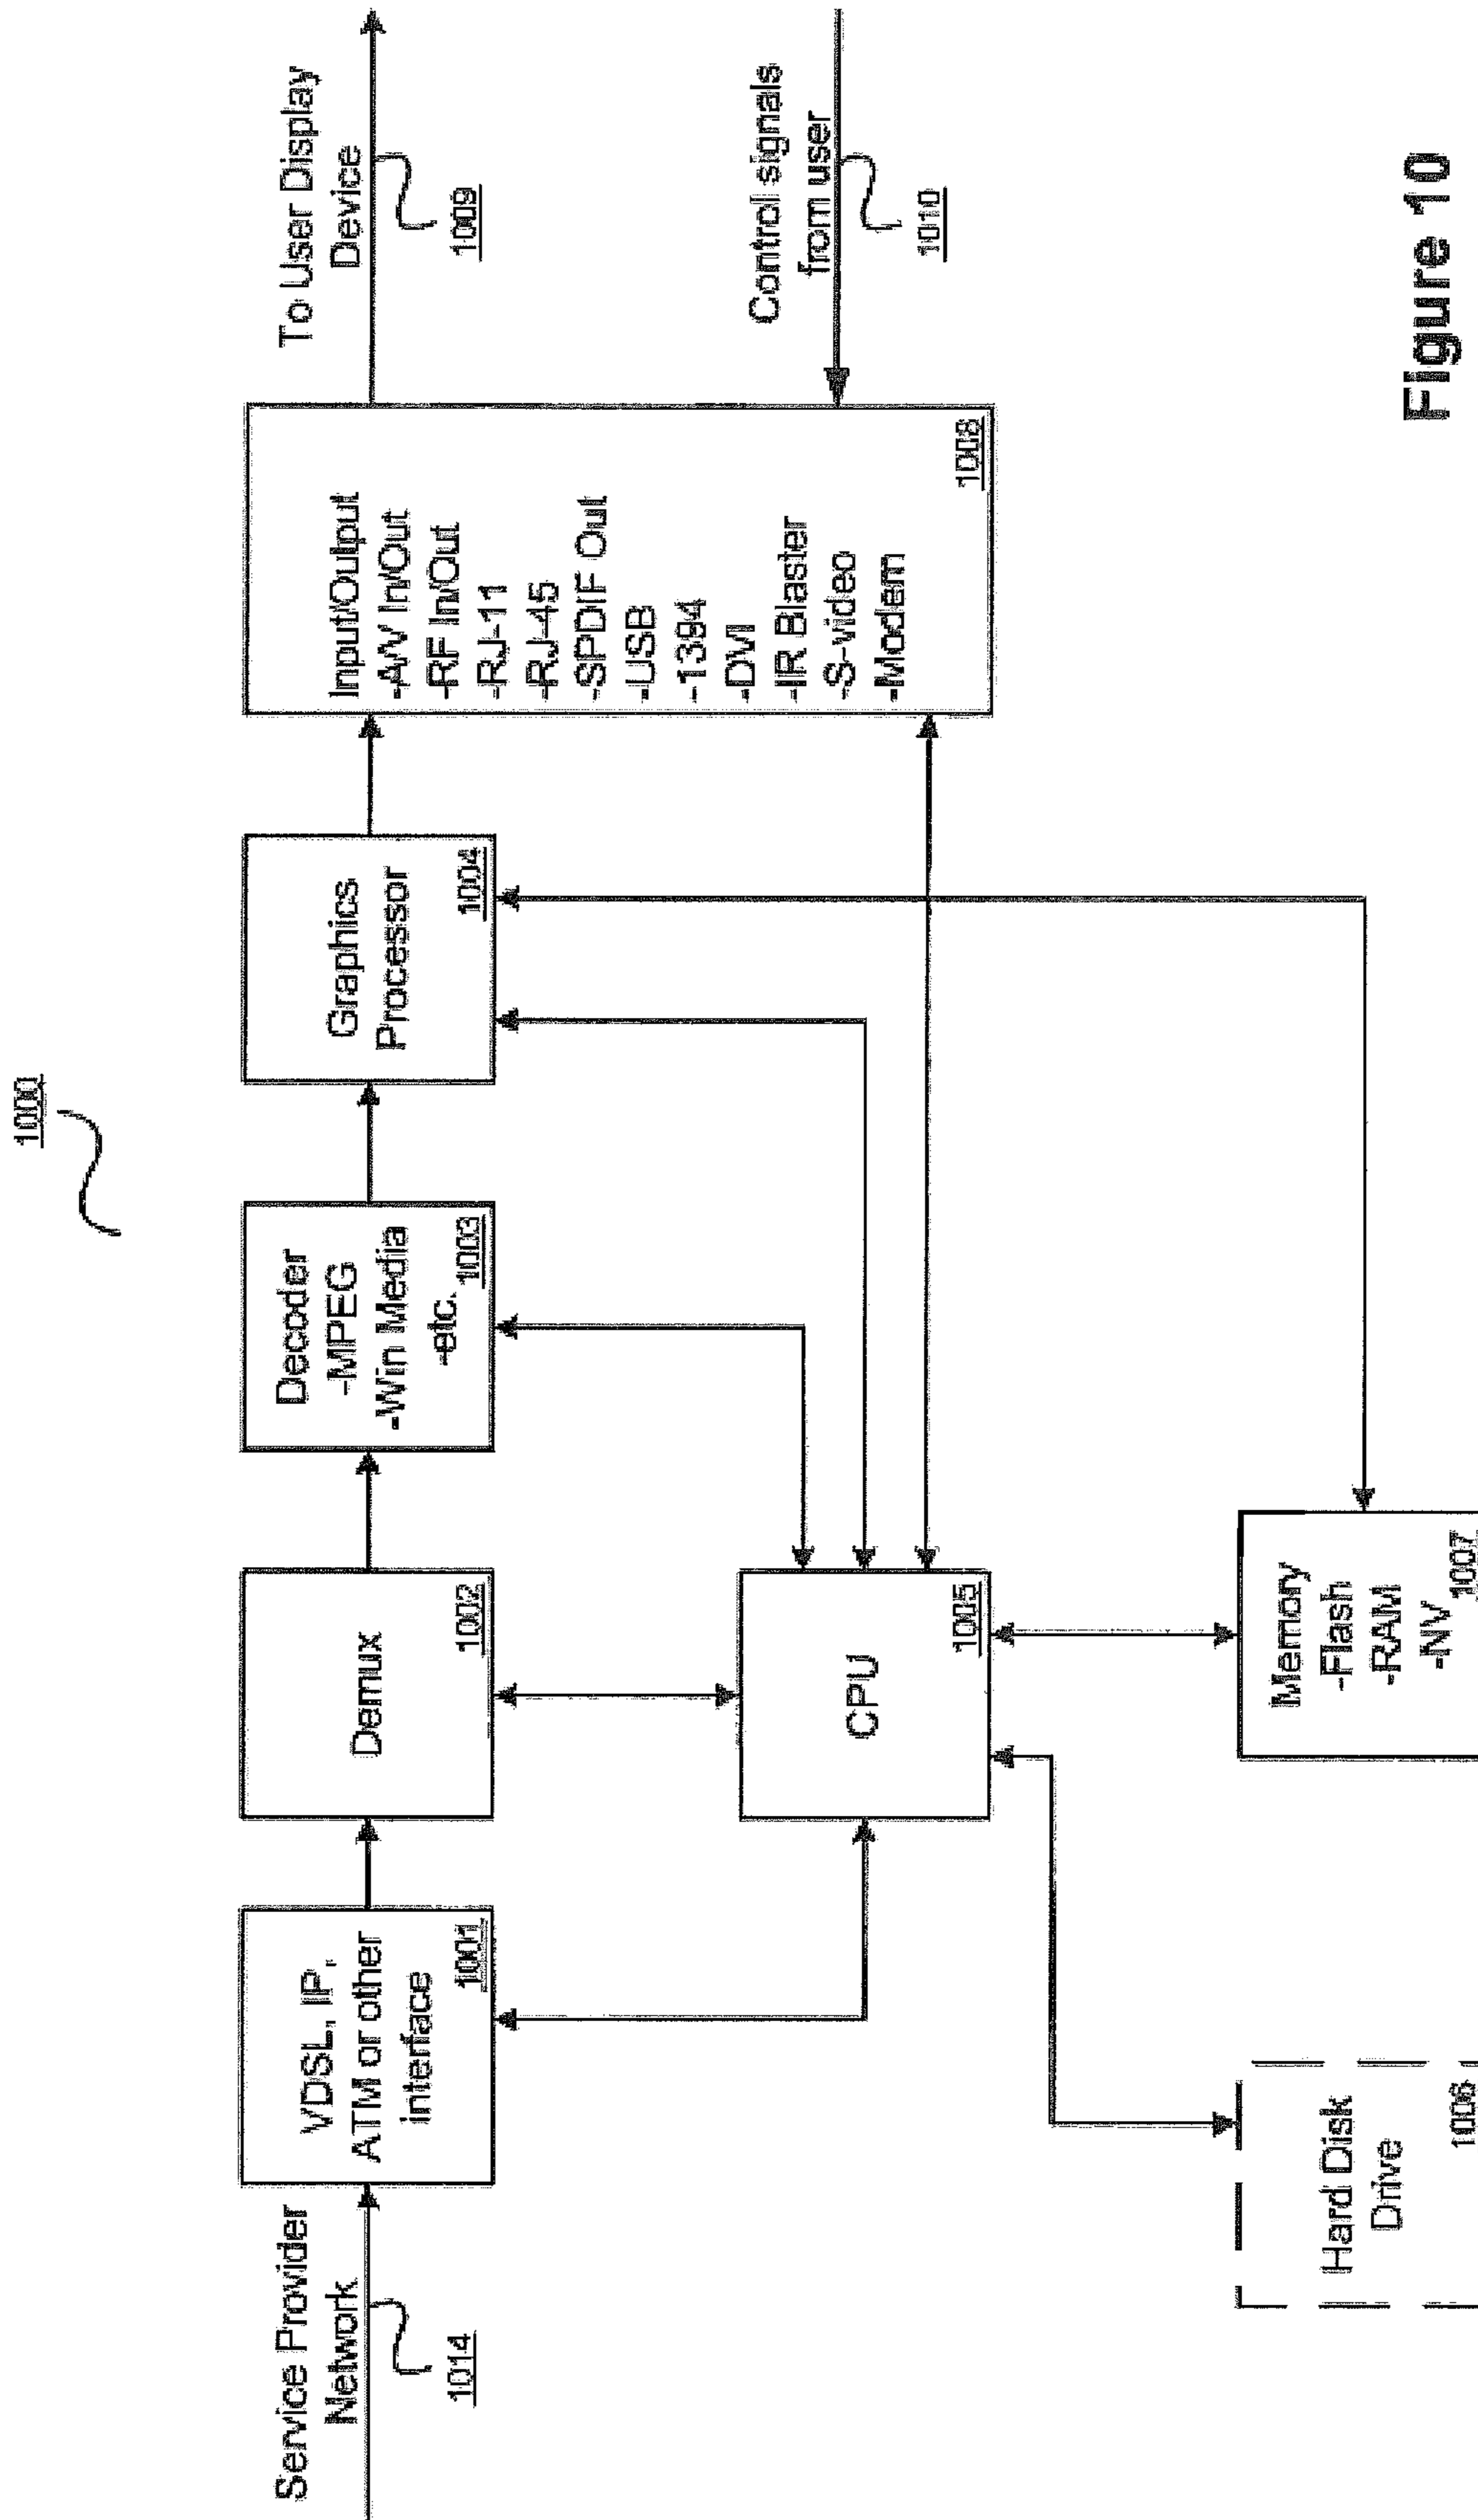 1000
Service Provider
Network
1014
VDSL, IP,
ATM or other
interface
1001
Demux
1002
Decoder
-MPEG
-Win Media
-etc.
1003
Graphics
Processor
1004
Input/Output
-A/V In/Out
-RF In/Out
-RJ-11
-RJ-45
-SPDIF Out
-USB
-1394
-DVI
-IR Blaster
-S-video
-Modem
1008
To User Display
Device
1009
Control signals
from user
1010
CPU
1005
Hard Disk
Drive
1006
Memory
-Flash
-RAM
-NV
1007
Figure 10